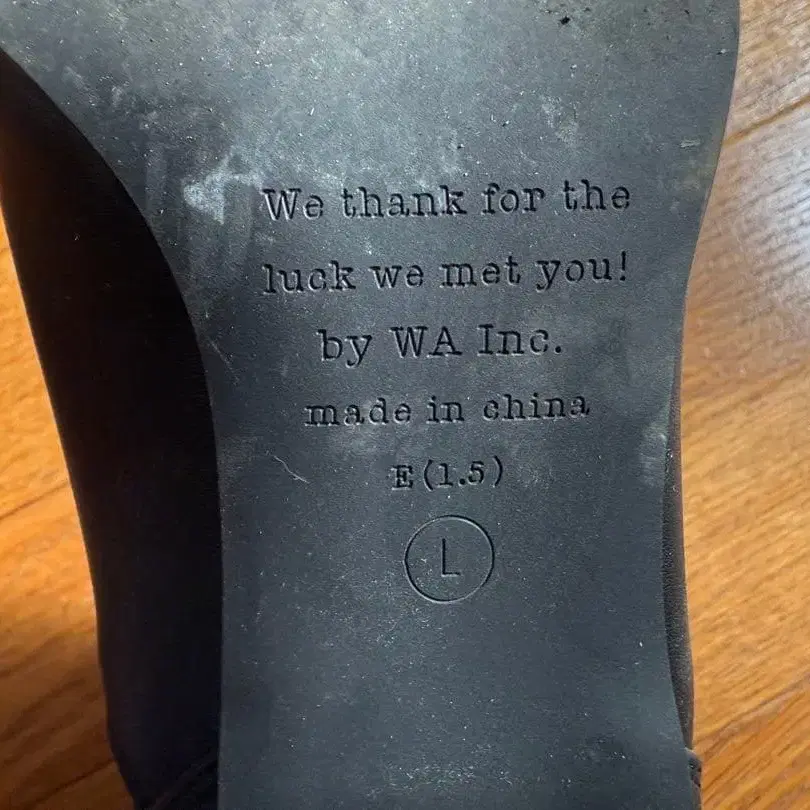 We thank for the
luck we met you!
by WA Inc.
made in china
E(1.5)
L